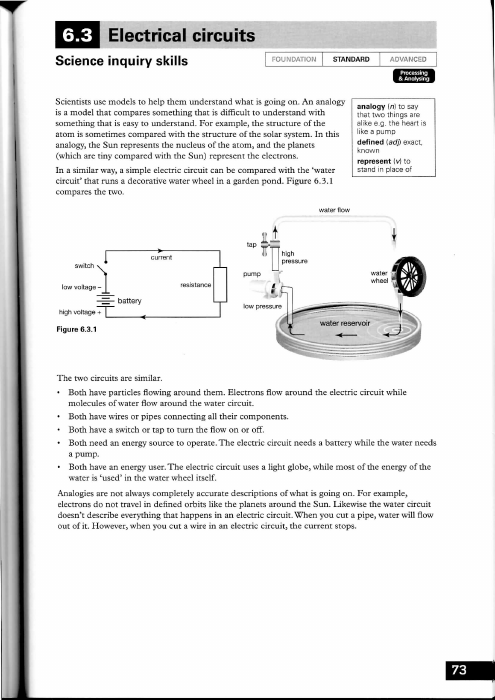 6.3 Electrical circuits
Science inquiry skills
FOUNDATION STANDARD ADVANCED
Processing
& Analysing
Scientists use models to help them understand what is going on. An analogy
is a model that compares something that is difficult to understand with
something that is easy to understand. For example, the structure of the
atom is sometimes compared with the structure of the solar system. In this
analogy, the Sun represents the nucleus of the atom, and the planets
(which are tiny compared with the Sun) represent the electrons.
In a similar way, a simple electric circuit can be compared with the 'water
circuit' that runs a decorative water wheel in a garden pond. Figure 6.3.1
compares the two.
analogy (n) to say
that two things are
alike e.g. the heart is
like a pump
defined (adj) exact,
known
represent (v) to
stand in place of
switch
current
low voltage -
battery
resistance
high voltage +
Figure 6.3.1
water flow
tap
high
pressure
pump
water
wheel
low pressure
water reservoir
The two circuits are similar.
• Both have particles flowing around them. Electrons flow around the electric circuit while
molecules of water flow around the water circuit.
• Both have wires or pipes connecting all their components.
• Both have a switch or tap to turn the flow on or off.
• Both need an energy source to operate. The electric circuit needs a battery while the water needs
a pump.
• Both have an energy user. The electric circuit uses a light globe, while most of the energy of the
water is 'used' in the water wheel itself.
Analogies are not always completely accurate descriptions of what is going on. For example,
electrons do not travel in defined orbits like the planets around the Sun. Likewise the water circuit
doesn't describe everything that happens in an electric circuit. When you cut a pipe, water will flow
out of it. However, when you cut a wire in an electric circuit, the current stops.
73